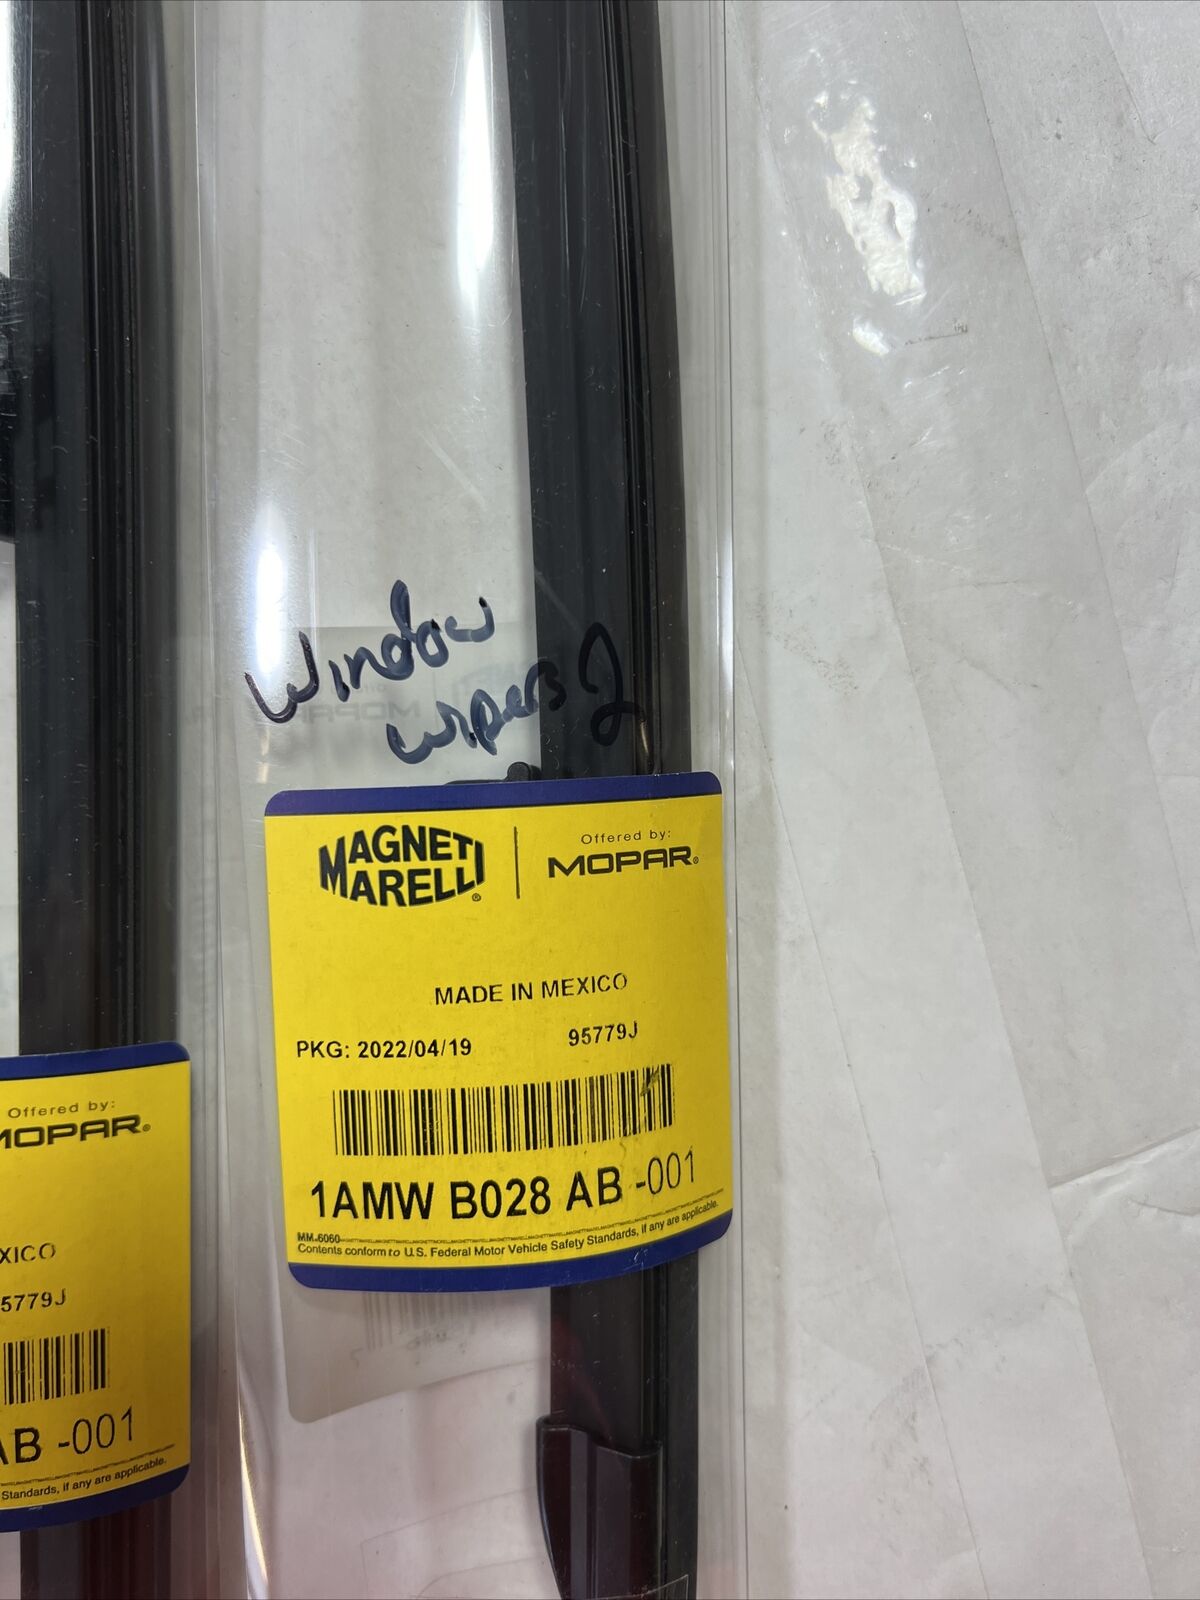 Window
Wipers 2
MAGNETI
MARELLI®
Offered by:
MOPAR®
MADE IN MEXICO
PKG: 2022/04/19
95779J
1AMW B028 AB -001
MM-6060
Contents conform to U.S. Federal Motor Vehicle Safety Standards, if any are applicable.
Offered by:
MOPAR®
XICO
5779J
AB -001
Standards, if any are applicable.